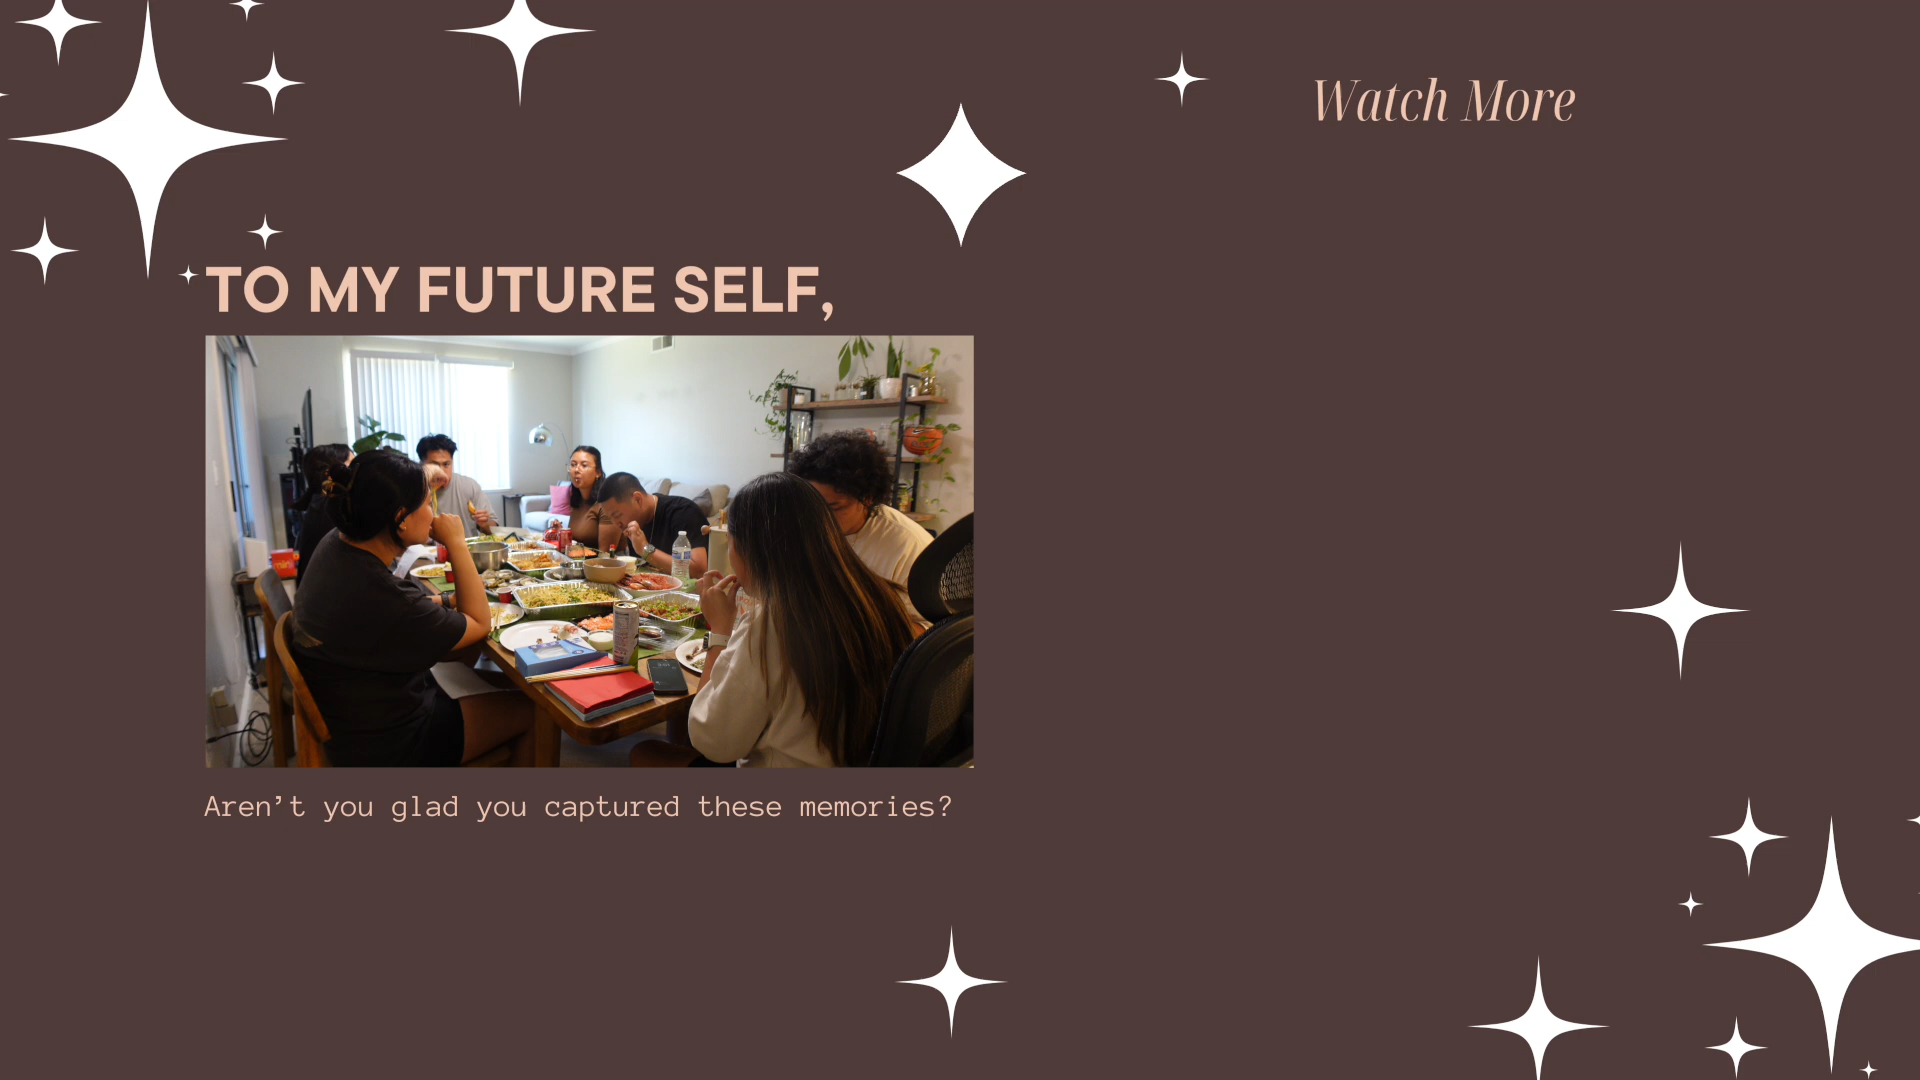 Watch More
TO MY FUTURE SELF,
Aren’t you glad you captured these memories?